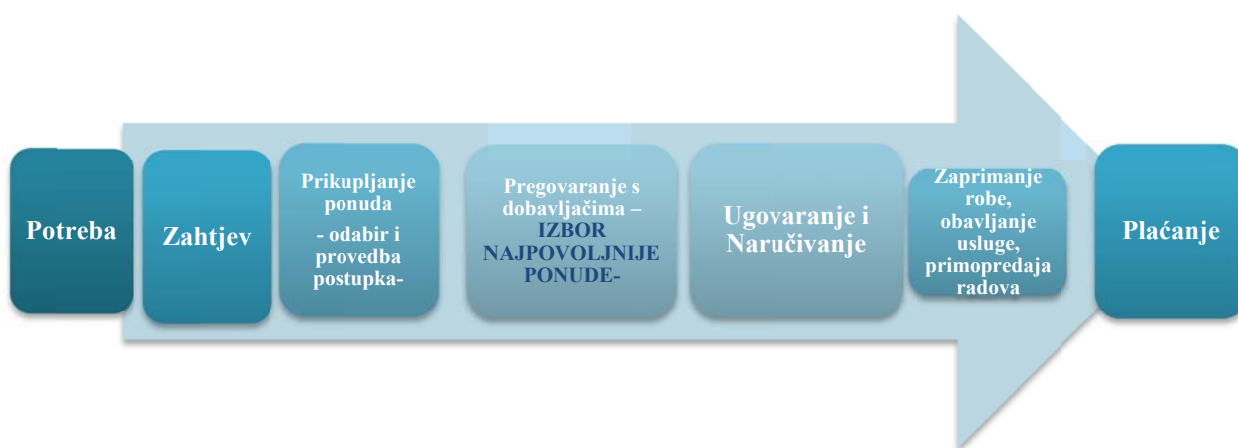 Potreba
Zahtjev
Prikupljanje
ponuda
- odabir i
provedba
postupka-
Pregovaranje s
dobavljačima –
IZBOR
NAJPOVOLJNIJE
PONUDE-
Ugovaranje i
Naručivanje
Zaprimanje
robe,
obavljanje
usluge,
primopredaja
radova
Plaćanje